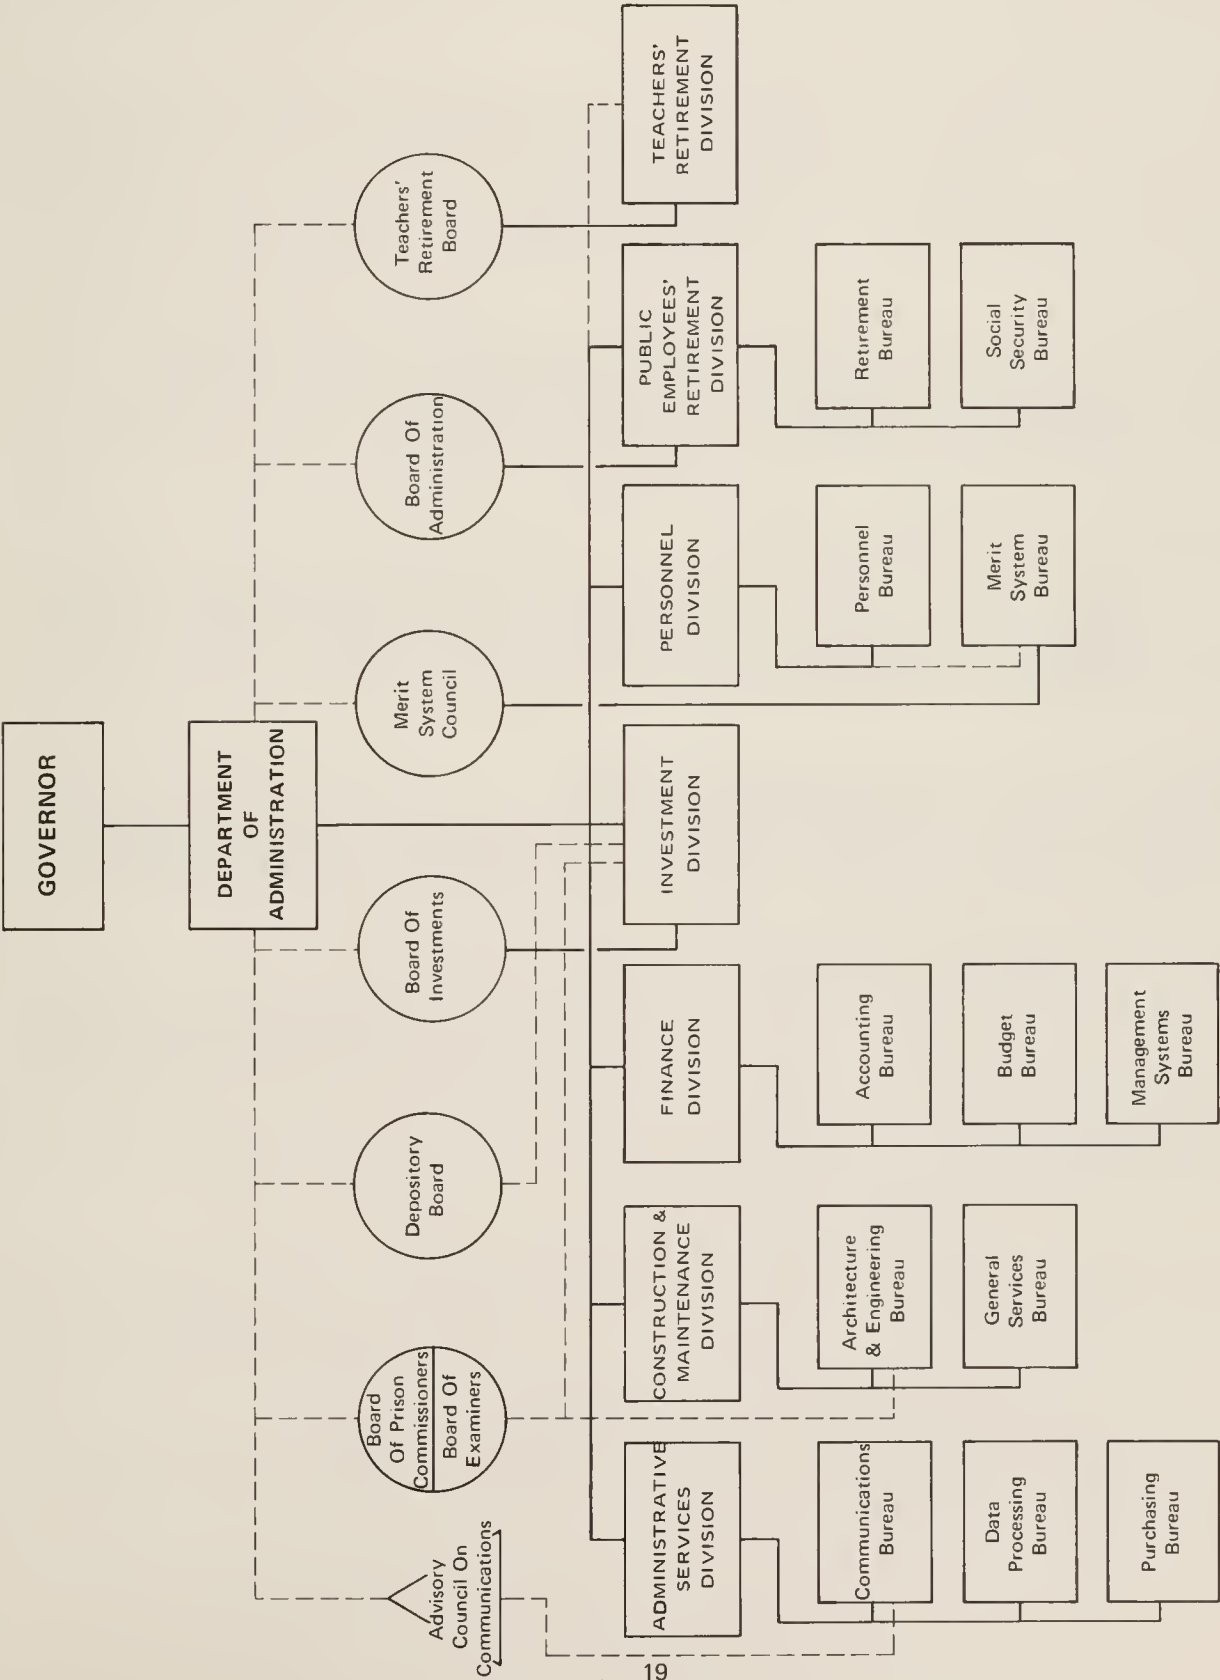 GOVERNOR
DEPARTMENT
OF
ADMINISTRATION
Advisory
Council On
Communications
Board
Of Prison
Commissioners
Board Of
Examiners
Depository
Board
Board Of
Investments
Merit
System
Council
Board Of
Administration
Teachers'
Retirement
Board
ADMINISTRATIVE
SERVICES
DIVISION
CONSTRUCTION &
MAINTENANCE
DIVISION
FINANCE
DIVISION
INVESTMENT
DIVISION
PERSONNEL
DIVISION
PUBLIC
EMPLOYEES'
RETIREMENT
DIVISION
TEACHERS'
RETIREMENT
DIVISION
Communications
Bureau
Architecture
& Engineering
Bureau
Accounting
Bureau
Personnel
Bureau
Retirement
Bureau
Data
Processing
Bureau
General
Services
Bureau
Budget
Bureau
Merit
System
Bureau
Social
Security
Bureau
Purchasing
Bureau
Management
Systems
Bureau
19